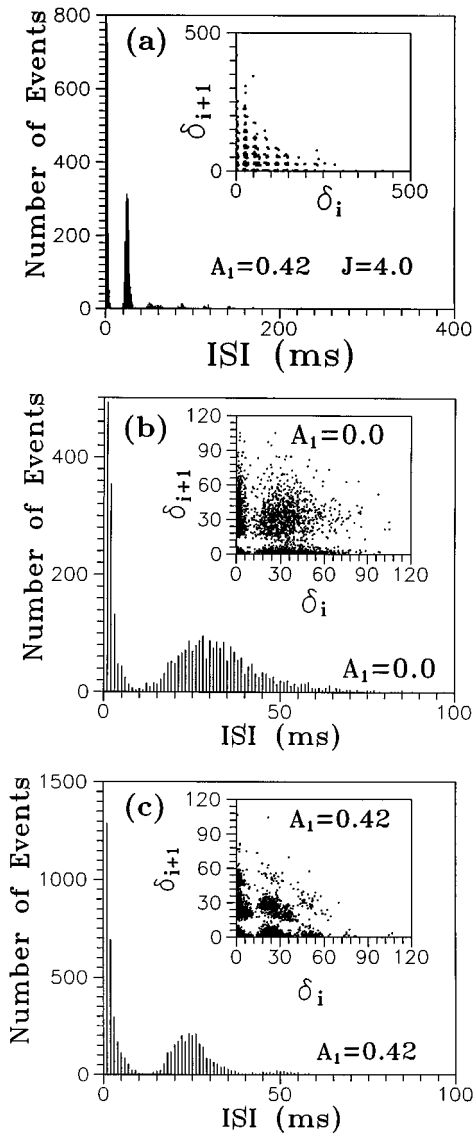 (a)
Number of Events
800
600
400
200
0
500
0
δi+1
0
500
δi
A1=0.42 J=4.0
0
200
400
ISI (ms)
(b)
Number of Events
400
200
0
A1=0.0
120
90
60
30
0
δi+1
0 30 60 90 120
δi
A1=0.0
0
50
100
ISI (ms)
(c)
Number of Events
1500
1000
500
0
A1=0.42
120
90
60
30
0
δi+1
0 30 60 90 120
δi
A1=0.42
0
50
100
ISI (ms)